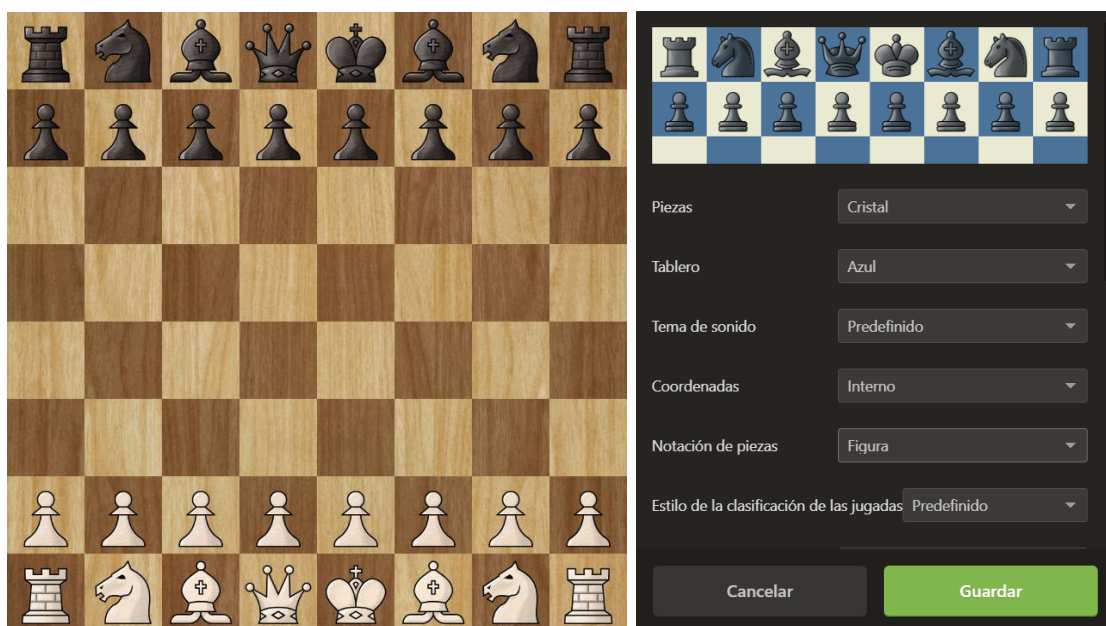 Piezas Cristal
Tablero Azul
Tema de sonido Predefinido
Coordenadas Interno
Notación de piezas Figura
Estilo de la clasificación de las jugadas Predefinido
Cancelar Guardar